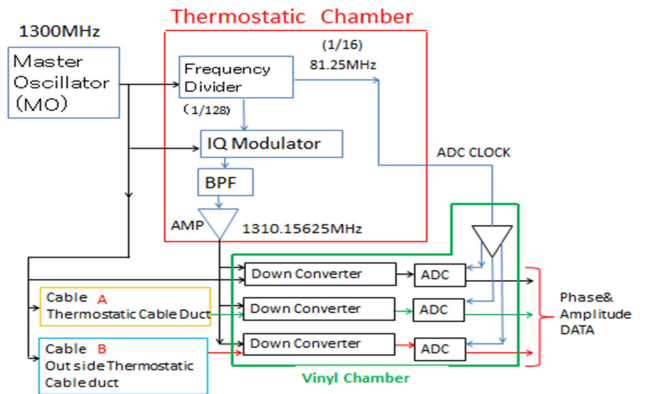 Thermostatic Chamber
1300MHz
Master
Oscillator
(MO)
Frequency
Divider
(1/16)
81.25MHz
(1/128)
IQ Modulator
BPF
ADC CLOCK
AMP
1310.15625MHz
Down Converter
ADC
Cable A
Thermostatic Cable Duct
Down Converter
ADC
Cable B
Out side Thermostatic
Cable duct
Down Converter
ADC
Phase&
Amplitude
DATA
Vinyl Chamber